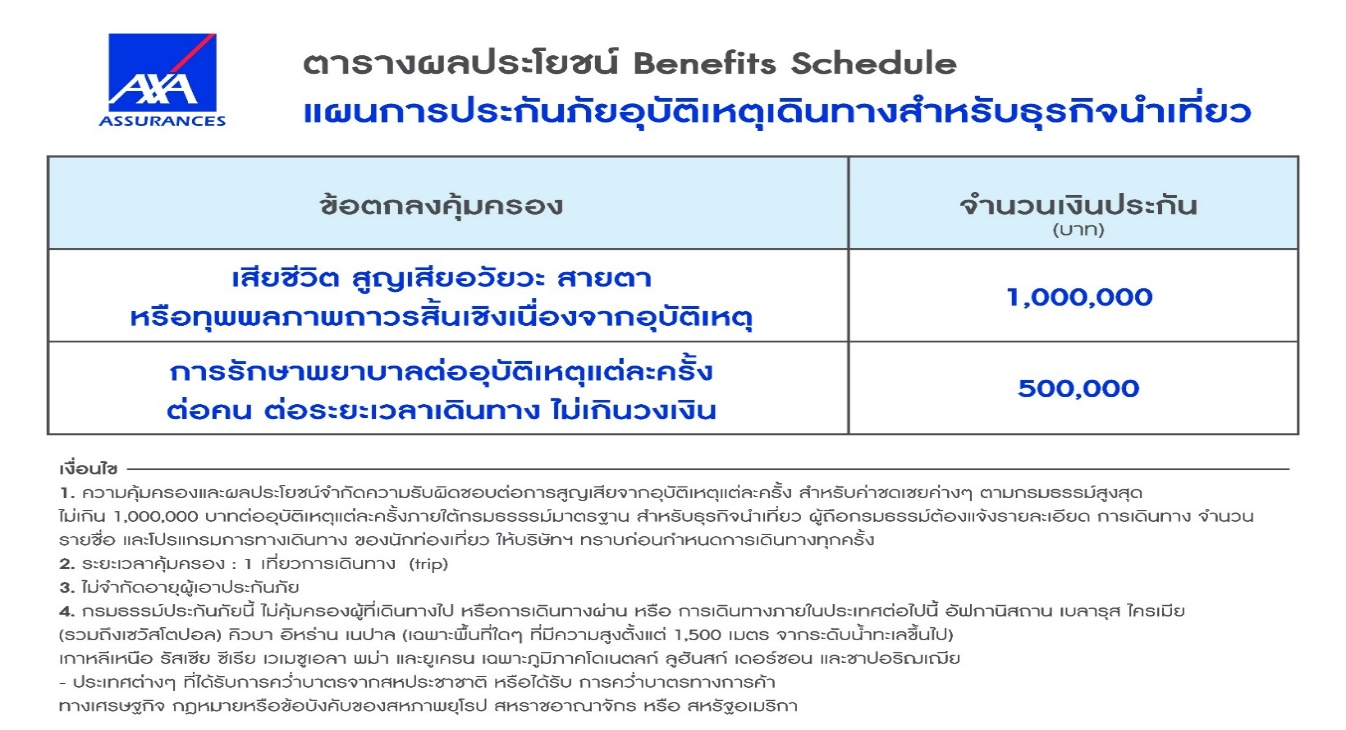 AXA
ASSURANCES
ตารางผลประโยชน์ Benefits Schedule
แผนการประกันภัยอุบัติเหตุเดินทางสำหรับธุรกิจนำเที่ยว
ข้อตกลงคุ้มครอง
จำนวนเงินประกัน
(บาท)
เสียชีวิต สูญเสียอวัยวะ สายตา
หรือทุพพลภาพถาวรสิ้นเชิงเนื่องจากอุบัติเหตุ
1,000,000
การรักษาพยาบาลต่ออุบัติเหตุแต่ละครั้ง
ต่อคน ต่อระยะเวลาเดินทาง ไม่เกินวงเงิน
500,000
เงื่อนไข
1. ความคุ้มครองและผลประโยชน์จำกัดความรับผิดชอบต่อการสูญเสียจากอุบัติเหตุแต่ละครั้ง สำหรับค่าชดเชยค่างๆ ตามกรมธรรม์สูงสุด
ไม่เกิน 1,000,000 บาทต่ออุบัติเหตุแต่ละครั้งภายใต้กรมธรรรม์มาตรฐาน สำหรับธุรกิจนำเที่ยว ผู้ถือกรมธรรม์ต้องแจ้งรายละเอียด การเดินทาง จำนวน
รายชื่อ และโปรแกรมการทางเดินทาง ของนักท่องเที่ยว ให้บริษัทฯ ทราบก่อนกำหนดการเดินทางทุกครั้ง
2. ระยะเวลาคุ้มครอง : 1 เที่ยวการเดินทาง (trip)
3. ไม่จำกัดอายุผู้เอาประกันภัย
4. กรมธรรม์ประกันภัยนี้ ไม่คุ้มครองผู้ที่เดินทางไป หรือการเดินทางผ่าน หรือ การเดินทางภายในประเทศต่อไปนี้ อัฟกานิสถาน เบลารุส ไครเมีย
(รวมถึงเซวัสโตปอล) คิวบา อิหร่าน เนปาล (เฉพาะพื้นที่ใดๆ ที่มีความสูงตั้งแต่ 1,500 เมตร จากระดับน้ำทะเลขึ้นไป)
เกาหลีเหนือ รัสเซีย ซีเรีย เวเนซูเอลา พม่า และยูเครน เฉพาะภูมิภาคโดเนตลก์ ลูฮันสก์ เคอร์ซอน และซาปอริฌเฌีย
- ประเทศต่างๆ ที่ได้รับการคว่ำบาตรจากสหประชาชาติ หรือได้รับ การคว่ำบาตรทางการค้า
ทางเศรษฐกิจ กฎหมายหรือข้อบังคับของสหภาพยุโรป สหราชอาณาจักร หรือ สหรัฐอเมริกา